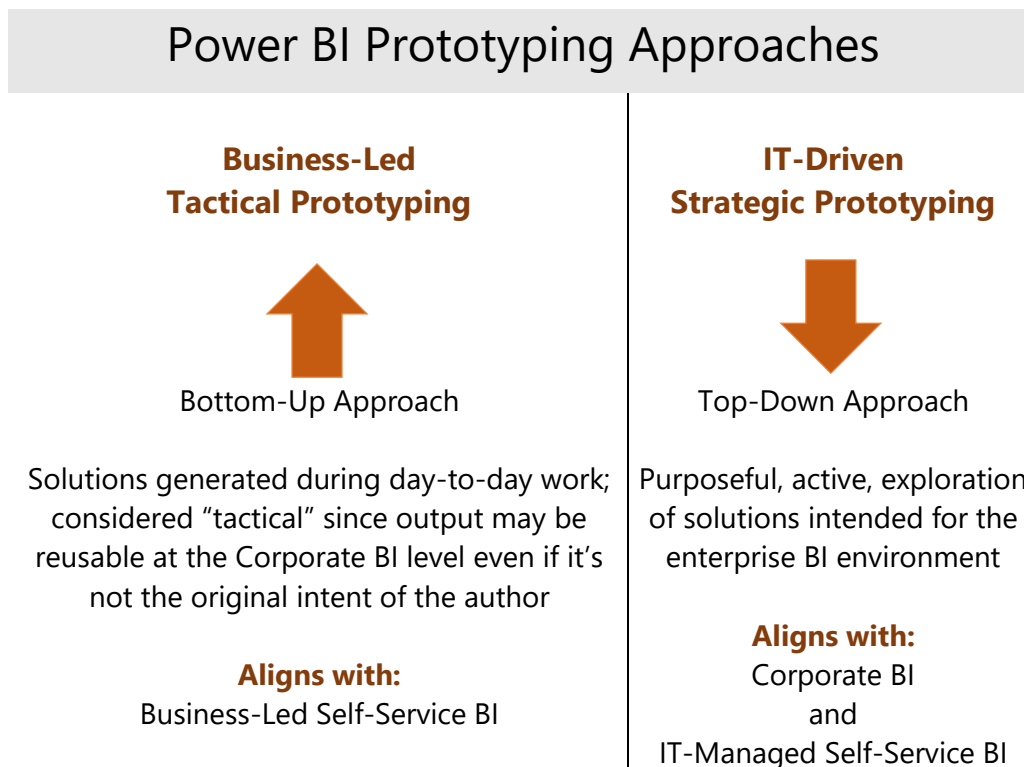 Power BI Prototyping Approaches
Business-Led
Tactical Prototyping
Bottom-Up Approach
Solutions generated during day-to-day work;
considered “tactical” since output may be
reusable at the Corporate BI level even if it’s
not the original intent of the author
Aligns with:
Business-Led Self-Service BI
IT-Driven
Strategic Prototyping
Top-Down Approach
Purposeful, active, exploration
of solutions intended for the
enterprise BI environment
Aligns with:
Corporate BI
and
IT-Managed Self-Service BI